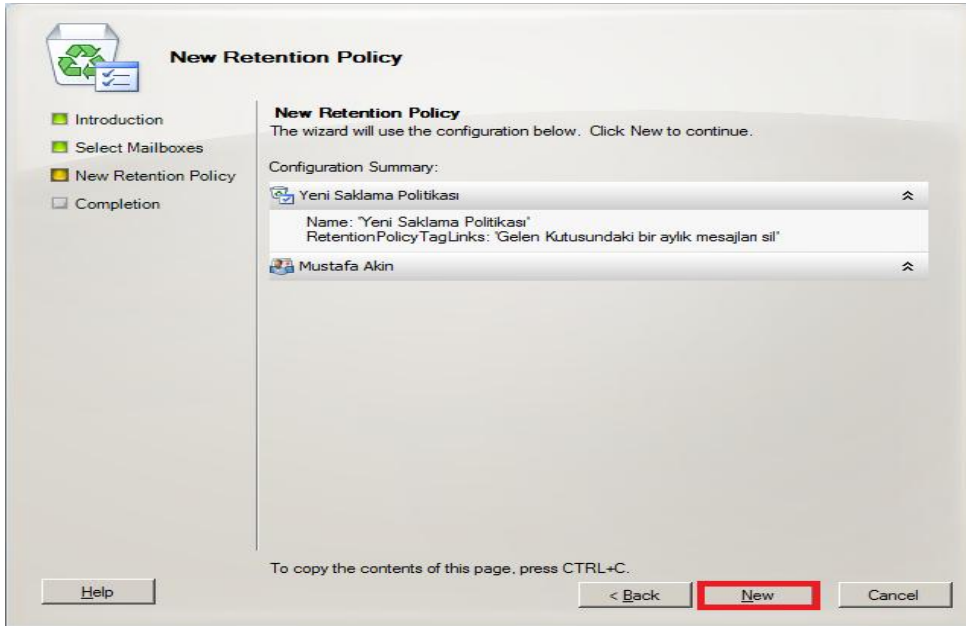 New Retention Policy
Introduction
Select Mailboxes
New Retention Policy
Completion
New Retention Policy
The wizard will use the configuration below. Click New to continue.
Configuration Summary:
Yeni Saklama Politikası
Name: 'Yeni Saklama Politikası'
RetentionPolicyTagLinks: 'Gelen Kutusundaki bir aylık mesajları sil'
Mustafa Akin
To copy the contents of this page, press CTRL+C.
Help
< Back
New
Cancel